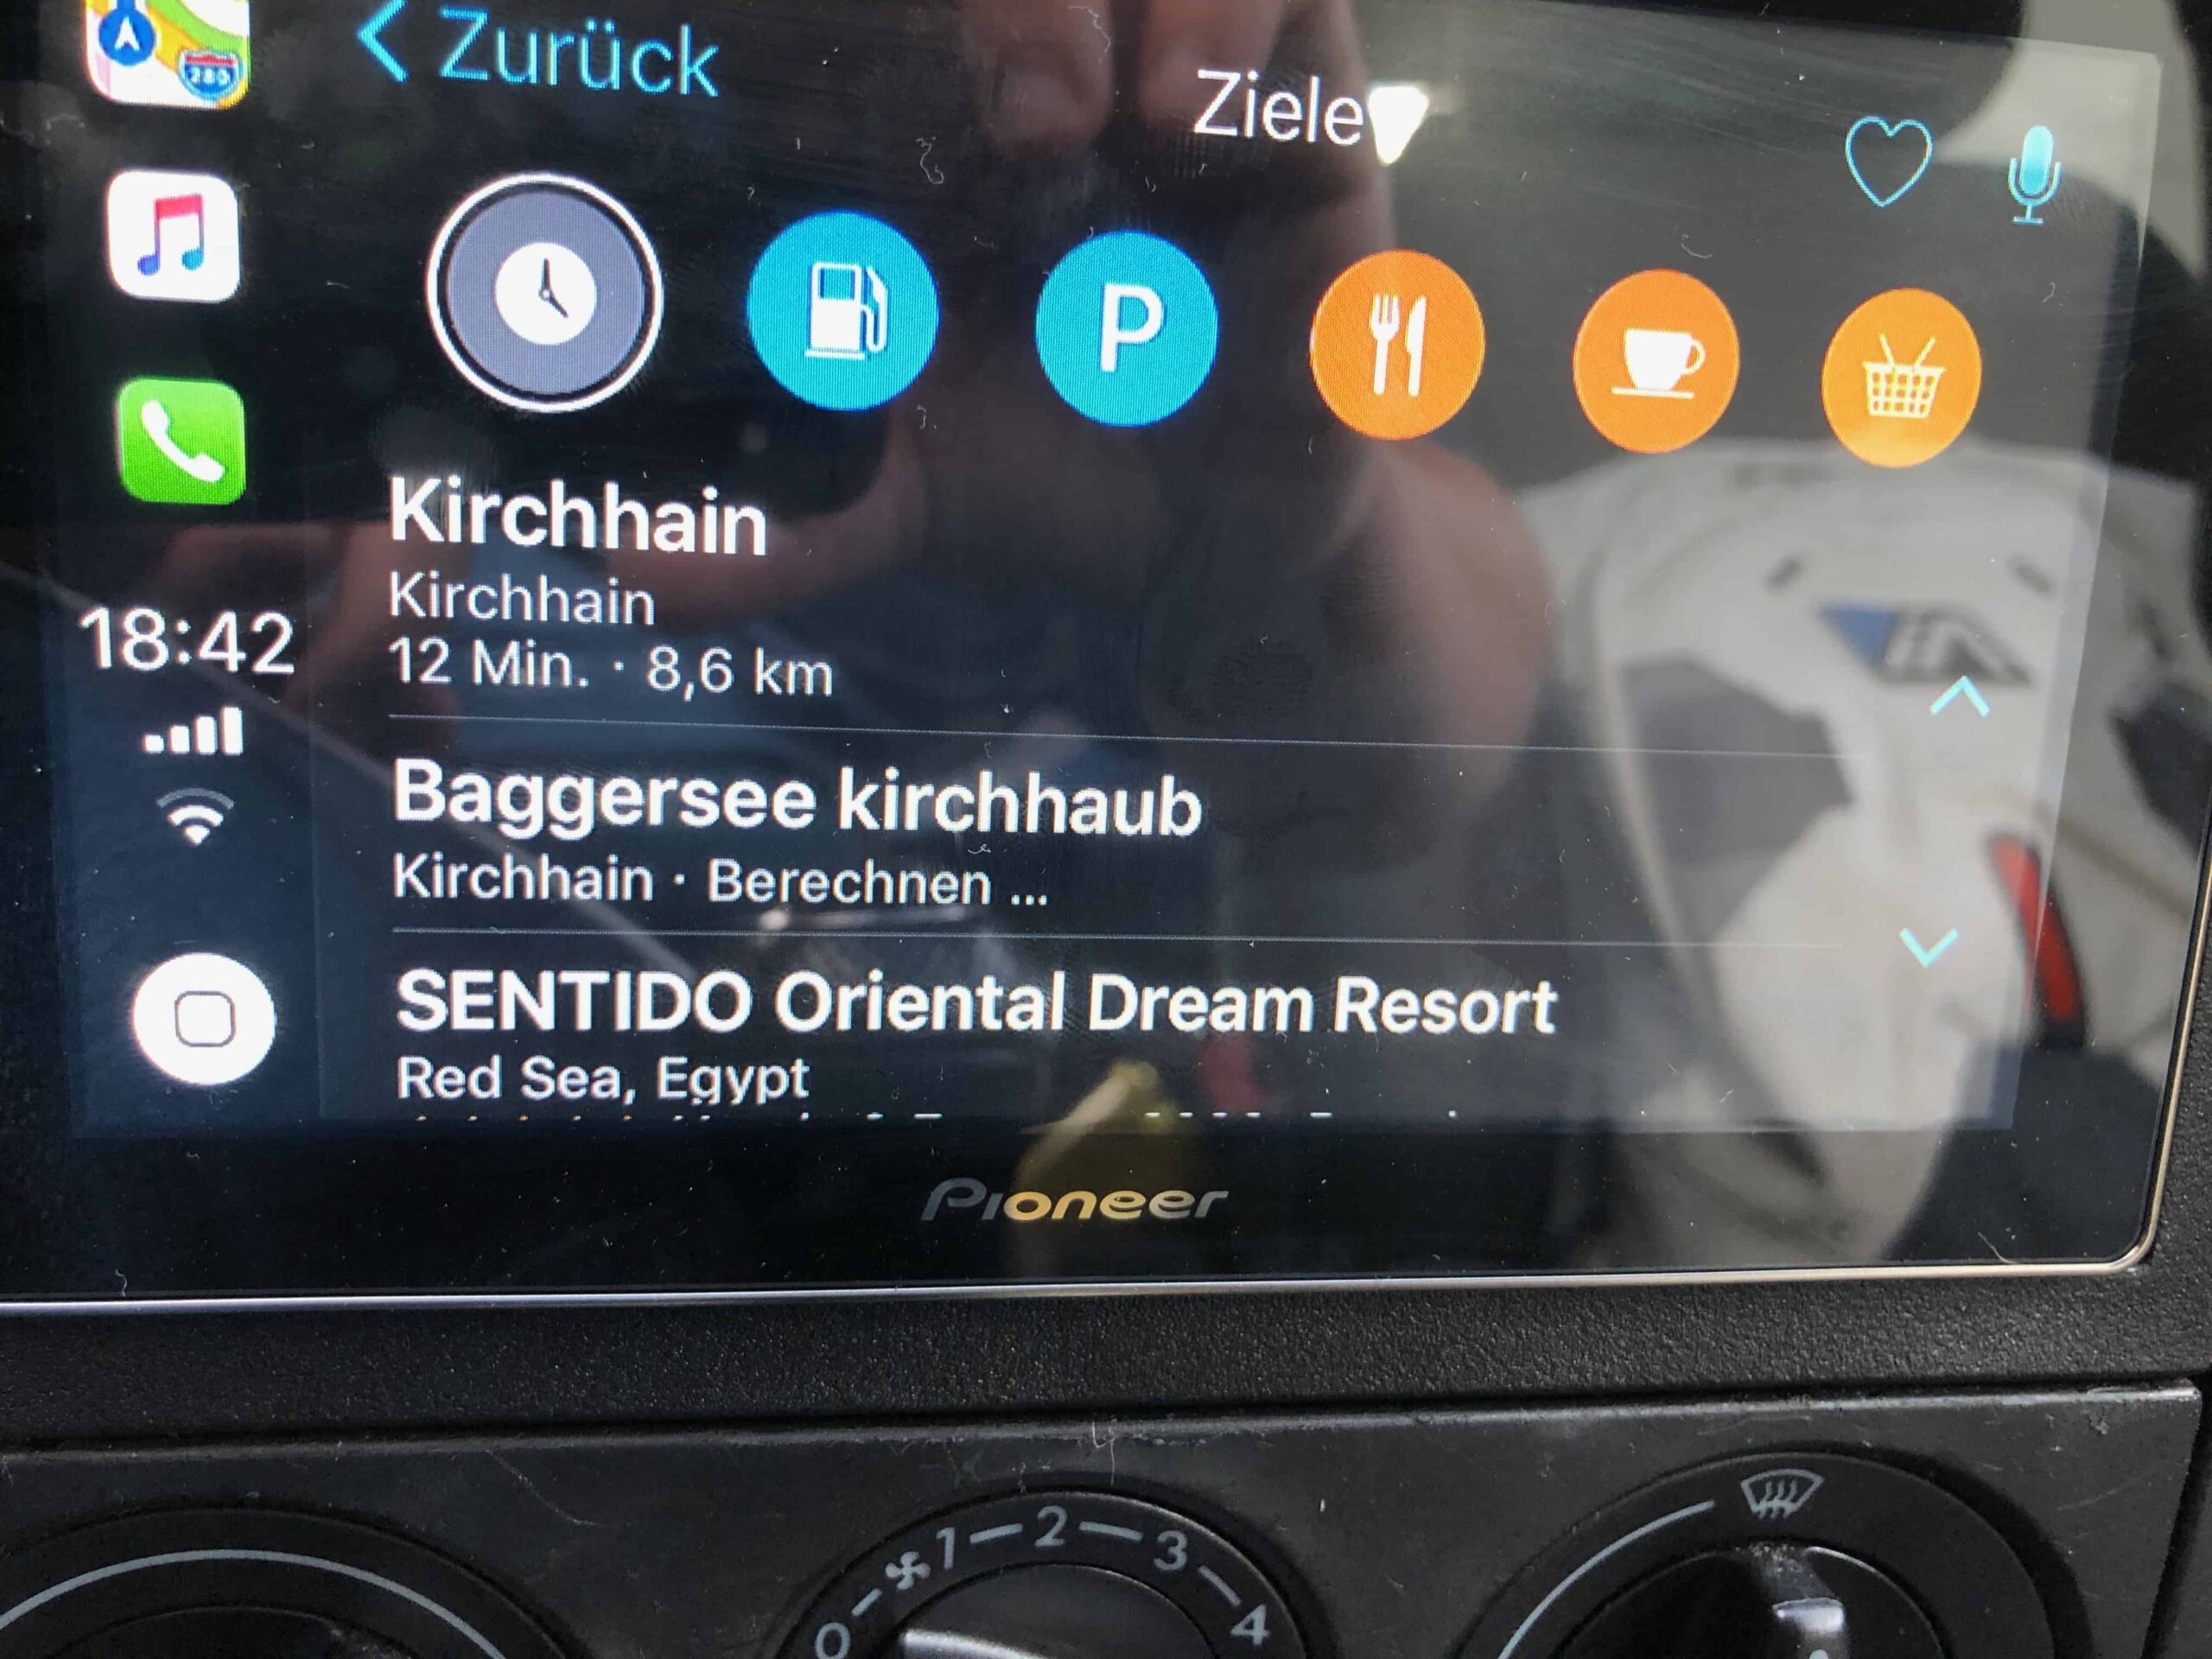 280
Zurück
Ziele
P
Kirchhain
Kirchhain
12 Min. · 8,6 km
18:42
Baggersee kirchhaub
Kirchhain · Berechnen ...
SENTIDO Oriental Dream Resort
Red Sea, Egypt
Pioneer
0 1 2 3 4